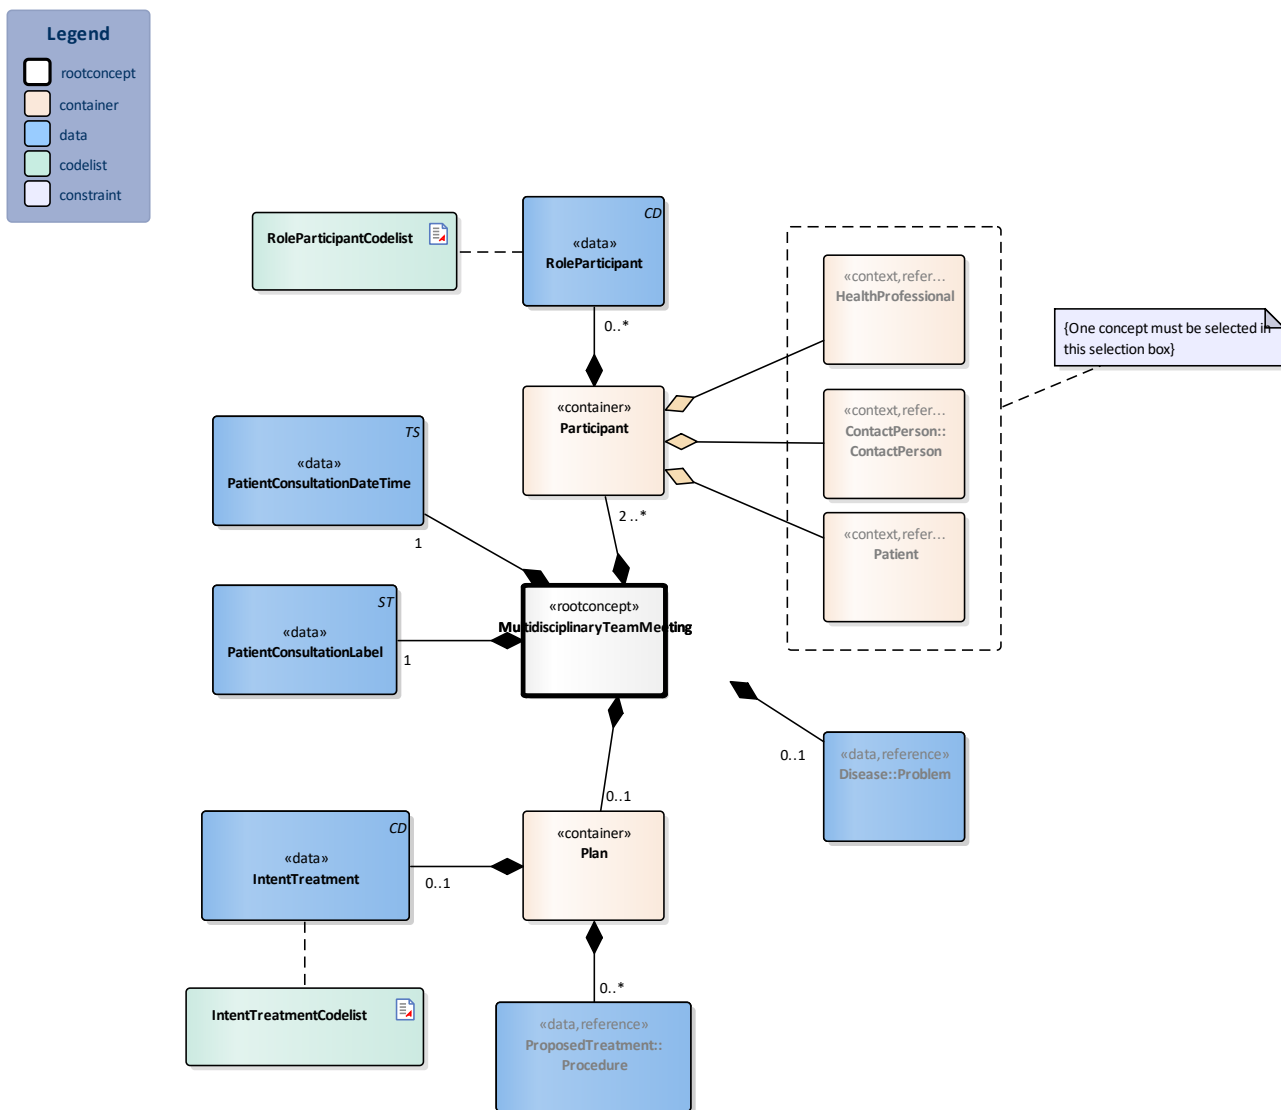 Legend
rootconcept
container
data
codelist
constraint
CD
«data»
RoleParticipant
RoleParticipantCodelist
0..*
«context,refer...
HealthProfessional
{One concept must be selected in
this selection box}
«container»
Participant
«context,refer...
ContactPerson::
ContactPerson
TS
«data»
PatientConsultationDateTime
1
2..*
«context,refer...
Patient
ST
«data»
PatientConsultationLabel
1
«rootconcept»
MultidisciplinaryTeamMeeting
0..1
«data,reference»
Disease::Problem
0..1
CD
«data»
IntentTreatment
0..1
«container»
Plan
0..*
IntentTreatmentCodelist
«data,reference»
ProposedTreatment::
Procedure